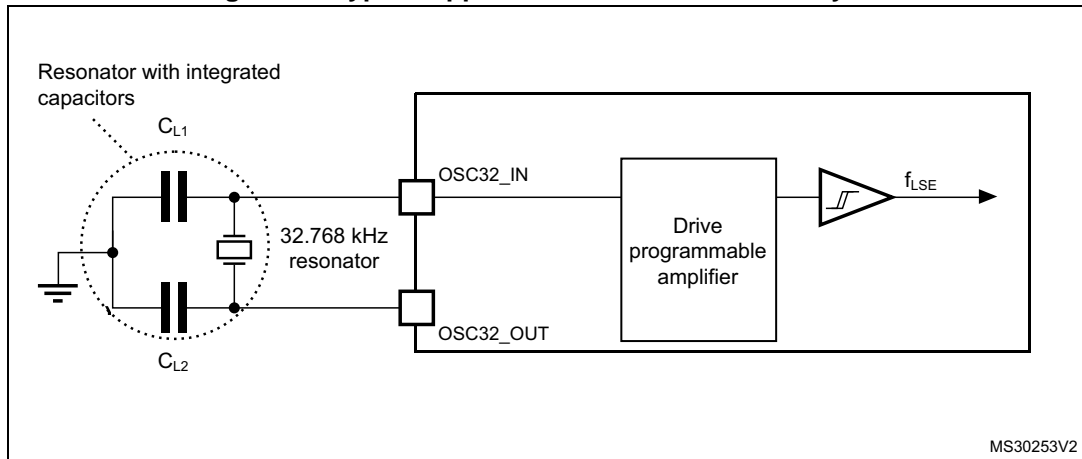 Resonator with integrated
capacitors
CL1
OSC32_IN
fLSE
32.768 kHz
resonator
Drive
programmable
amplifier
OSC32_OUT
CL2
MS30253V2